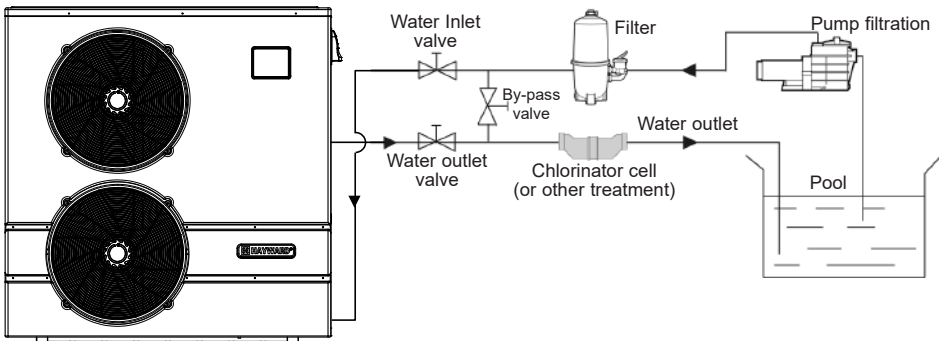 Water Inlet
valve
Filter
Pump filtration
By-pass
valve
Water outlet
valve
Water outlet
Chlorinator cell
(or other treatment)
Pool
HAYWARD